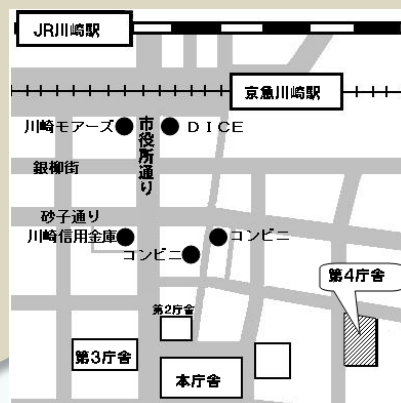 JR川崎駅
京急川崎駅
川崎モアーズ
市役所通り
DICE
銀柳街
砂子通り
川崎信用金庫
コンビニ
コンビニ
第4庁舎
第2庁舎
第3庁舎
本庁舎